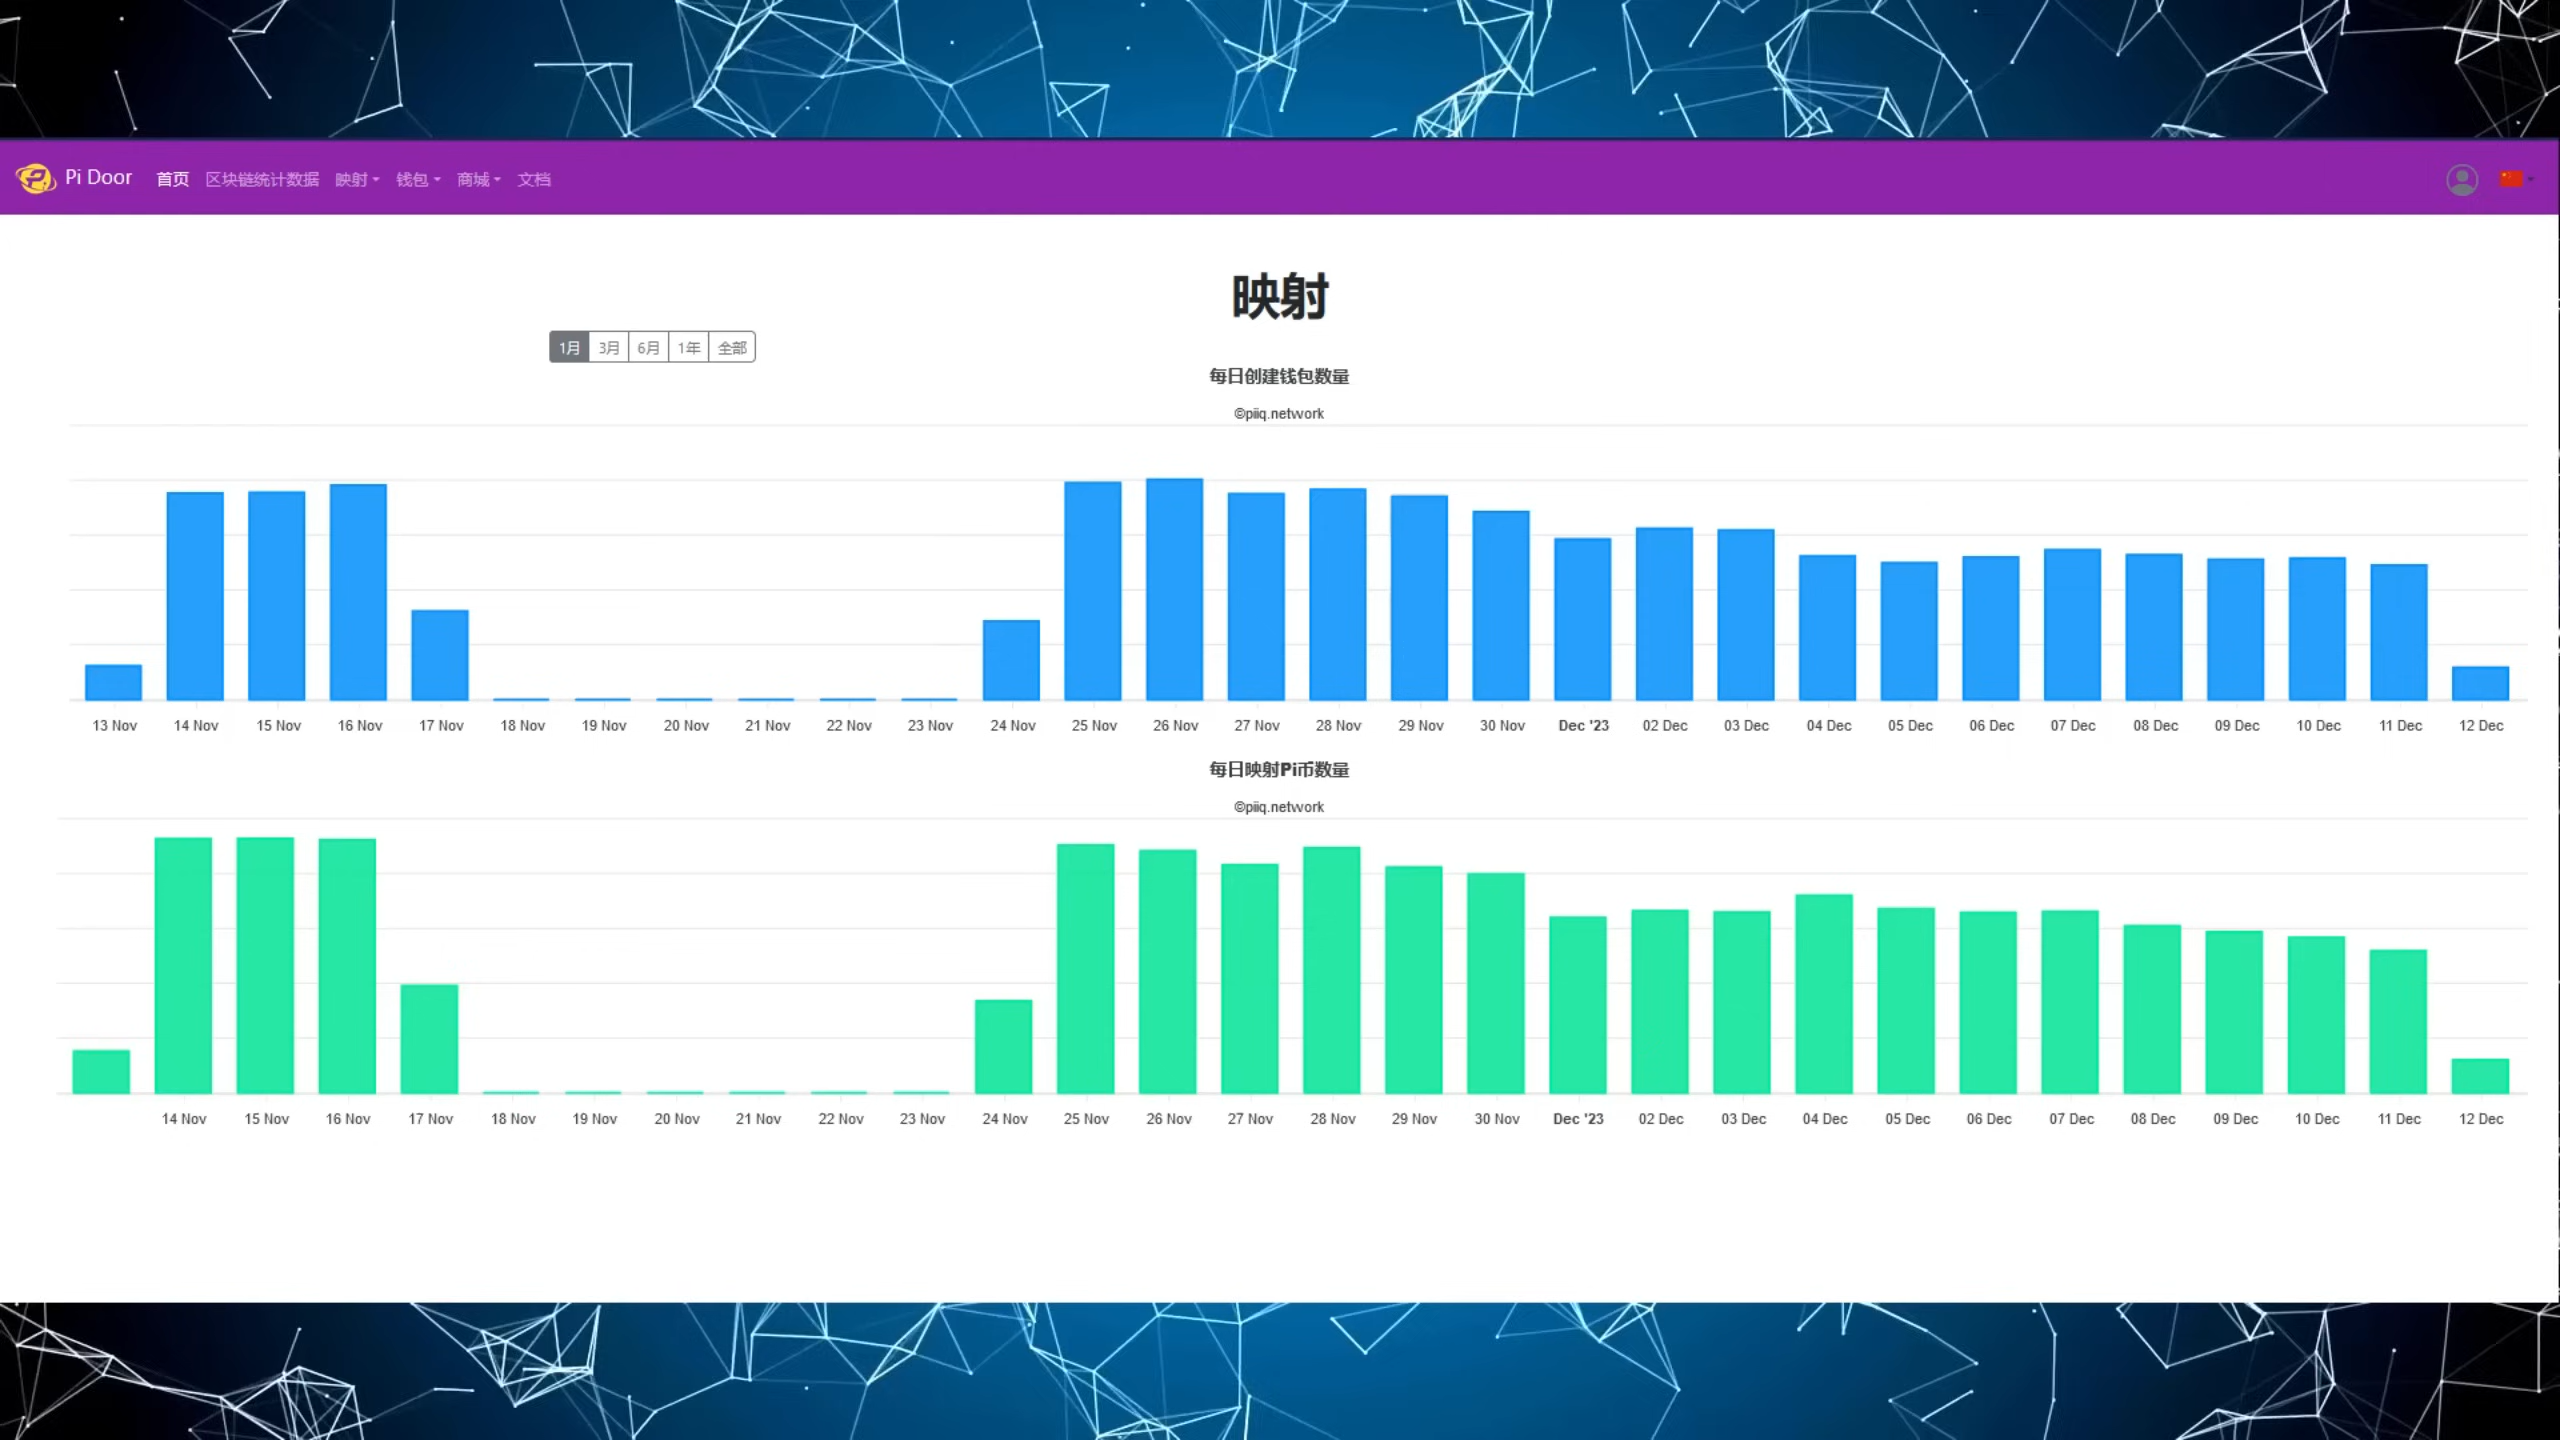 Pi Door 首页 区块链统计数据 映射 钱包 商城 文档
映射
1月 3月 6月 1年 全部
每日创建钱包数量
©piiq.network
13 Nov 14 Nov 15 Nov 16 Nov 17 Nov 18 Nov 19 Nov 20 Nov 21 Nov 22 Nov 23 Nov 24 Nov 25 Nov 26 Nov 27 Nov 28 Nov 29 Nov 30 Nov Dec '23 02 Dec 03 Dec 04 Dec 05 Dec 06 Dec 07 Dec 08 Dec 09 Dec 10 Dec 11 Dec 12 Dec
每日映射Pi币数量
©piiq.network
14 Nov 15 Nov 16 Nov 17 Nov 18 Nov 19 Nov 20 Nov 21 Nov 22 Nov 23 Nov 24 Nov 25 Nov 26 Nov 27 Nov 28 Nov 29 Nov 30 Nov Dec '23 02 Dec 03 Dec 04 Dec 05 Dec 06 Dec 07 Dec 08 Dec 09 Dec 10 Dec 11 Dec 12 Dec